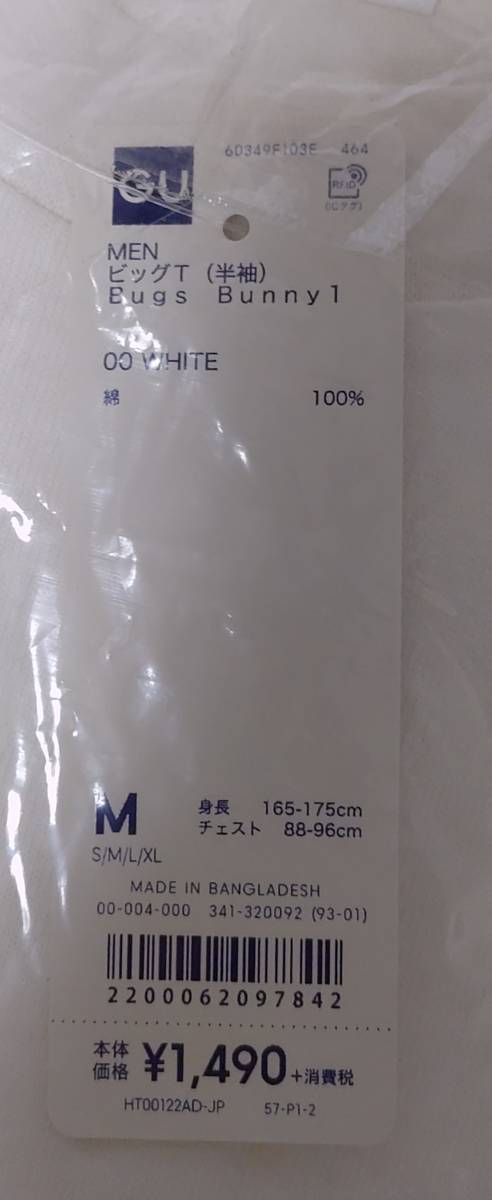 6D349F103E 464
GU
RFID
(ICタグ)
MEN
ビッグT（半袖）
Bugs Bunny1
00 WHITE
綿 100%
M 身長 165-175cm
チェスト 88-96cm
S/M/L/XL
MADE IN BANGLADESH
00-004-000 341-320092 (93-01)
2200062097842
本体価格 ¥1,490+消費税
HT00122AD-JP 57-P1-2